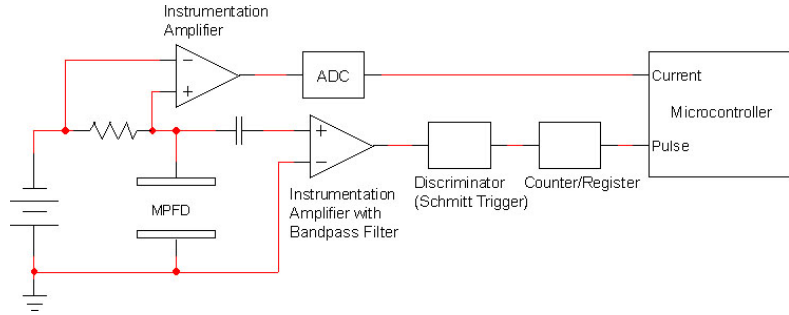 Instrumentation
Amplifier
−
+
ADC
Current
Microcontroller
Pulse
+
−
MPFD
Instrumentation
Amplifier with
Bandpass Filter
Discriminator
(Schmitt Trigger)
Counter/Register